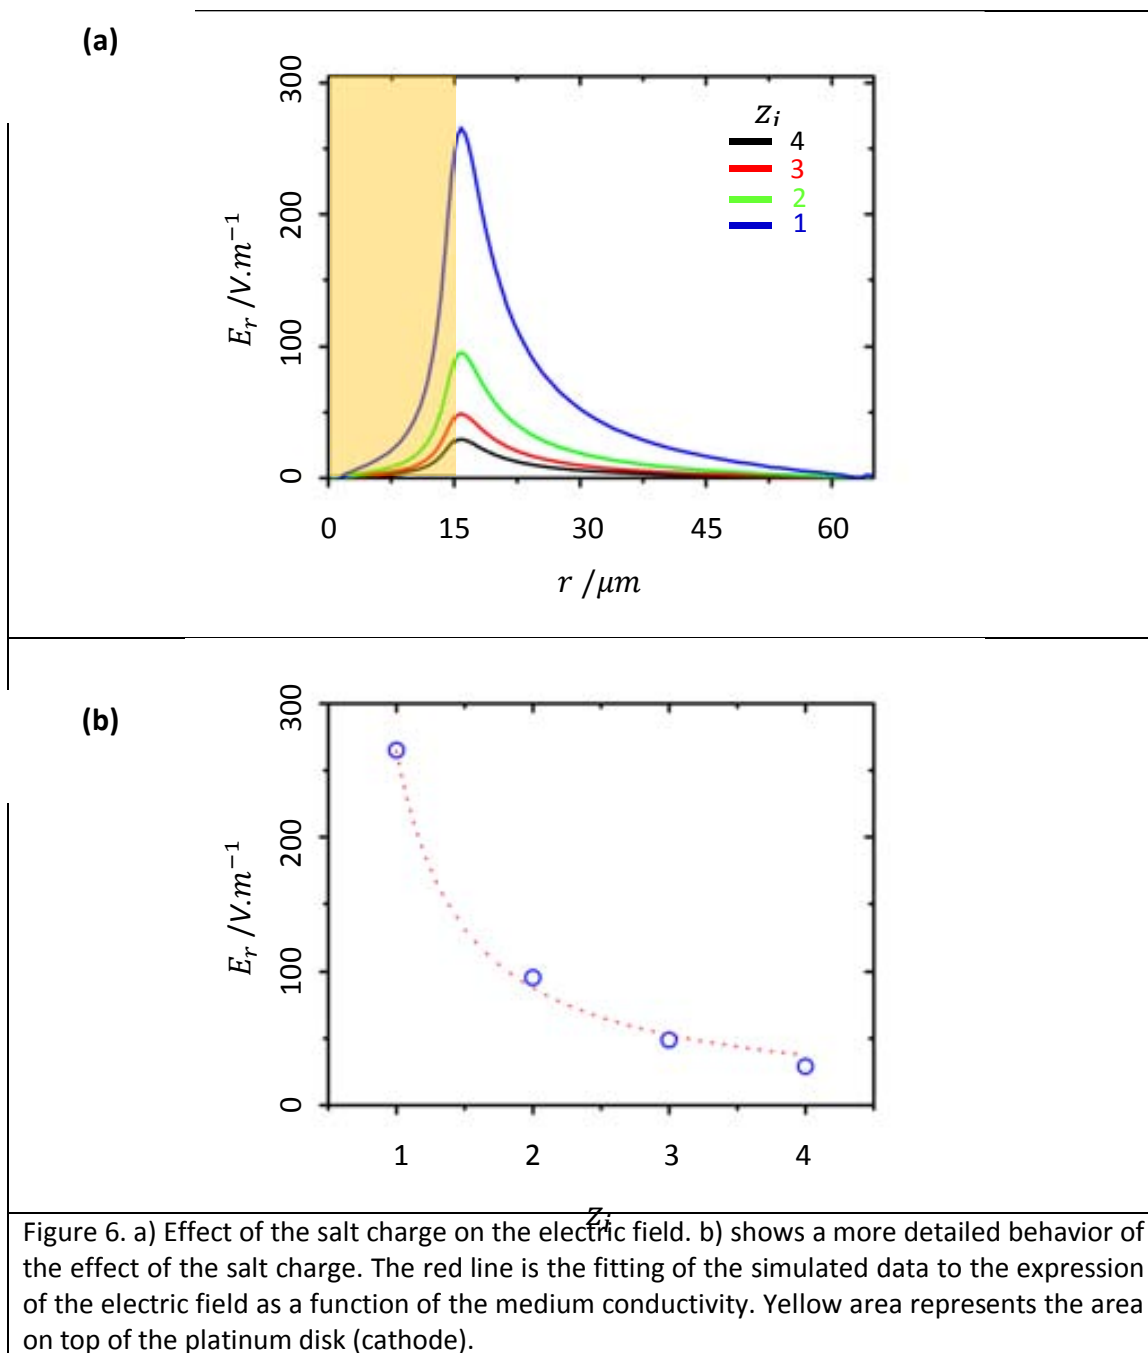 (a)
300
200
100
0
E_r /V.m⁻¹
z_i
4
3
2
1
0 15 30 45 60
r /μm
(b)
300
200
100
0
E_r /V.m⁻¹
1 2 3 4
z_i
Figure 6. a) Effect of the salt charge on the electric field. b) shows a more detailed behavior of
the effect of the salt charge. The red line is the fitting of the simulated data to the expression
of the electric field as a function of the medium conductivity. Yellow area represents the area
on top of the platinum disk (cathode).